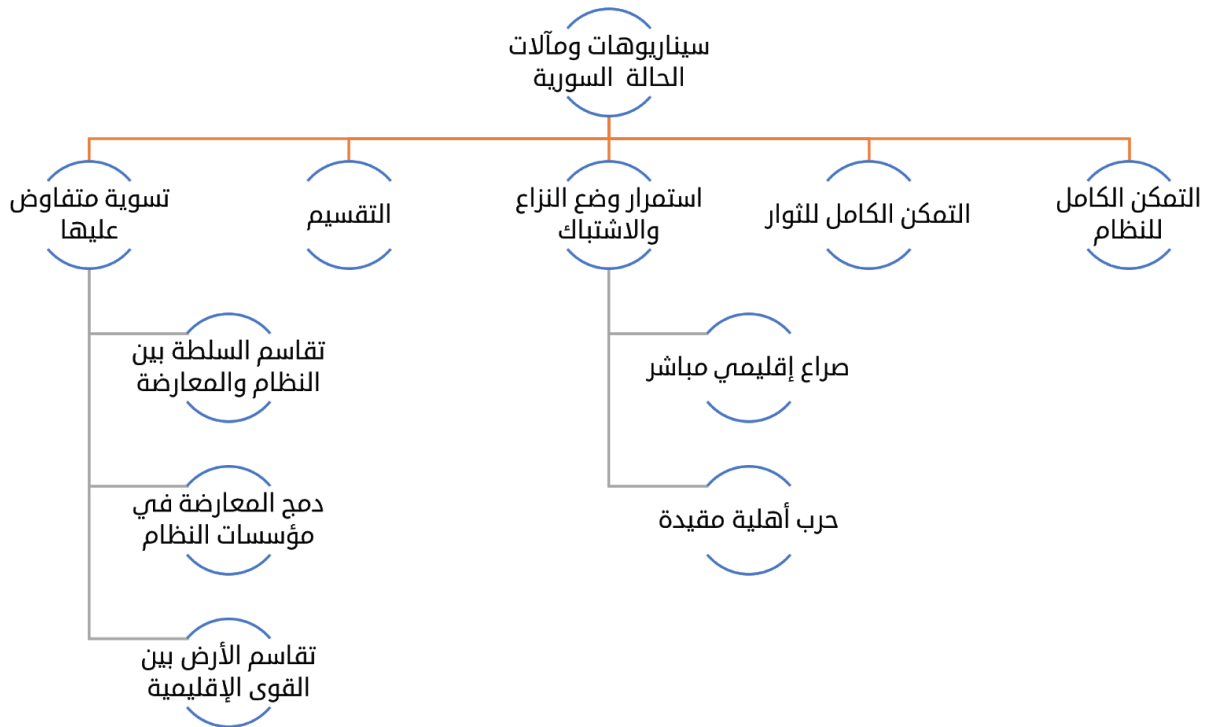 سيناريوهات ومآلات
الحالة السورية
التمكن الكامل
للنظام
التمكن الكامل للثوار
استمرار وضع النزاع
والاشتباك
التقسيم
تسوية متفاوض
عليها
صراع إقليمي مباشر
حرب أهلية مقيدة
تقاسم السلطة بين
النظام والمعارضة
دمج المعارضة في
مؤسسات النظام
تقاسم الأرض بين
القوى الإقليمية